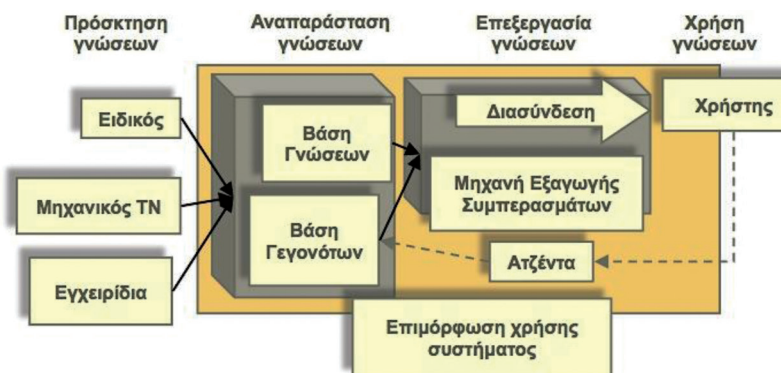 Πρόσκτηση
γνώσεων
Αναπαράσταση
γνώσεων
Επεξεργασία
γνώσεων
Χρήση
γνώσεων
Ειδικός
Μηχανικός ΤΝ
Εγχειρίδια
Βάση
Γνώσεων
Βάση
Γεγονότων
Διασύνδεση
Μηχανή Εξαγωγής
Συμπερασμάτων
Χρήστης
Ατζέντα
Επιμόρφωση χρήσης
συστήματος